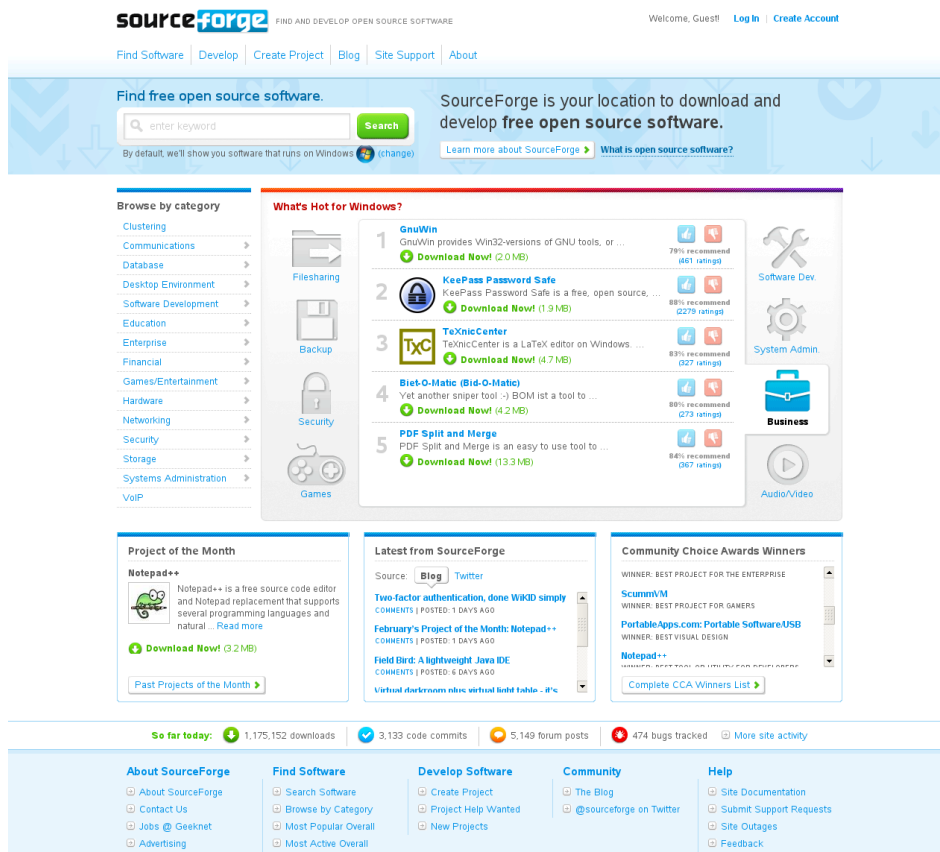 sourceforge FIND AND DEVELOP OPEN SOURCE SOFTWARE
Welcome, Guest! Log In Create Account
Find Software Develop Create Project Blog Site Support About
Find free open source software.
enter keyword Search
By default, we'll show you software that runs on Windows (change)
SourceForge is your location to download and
develop free open source software.
Learn more about SourceForge What is open source software?
Browse by category
Clustering
Communications
Database
Desktop Environment
Software Development
Education
Enterprise
Financial
Games/Entertainment
Hardware
Networking
Security
Storage
Systems Administration
VoIP
What's Hot for Windows?
Filesharing
Backup
Security
Games
1 GnuWin
GnuWin provides Win32-versions of GNU tools, or ...
Download Now! (2.0 MB)
79% recommend
(461 ratings)
2 KeePass Password Safe
KeePass Password Safe is a free, open source, ...
Download Now! (1.9 MB)
88% recommend
(2279 ratings)
3 TXC TeXnicCenter
TeXnicCenter is a LaTeX editor on Windows. ...
Download Now! (4.7 MB)
83% recommend
(327 ratings)
4 Biet-O-Matic (Bid-O-Matic)
Yet another sniper tool :-) BOM ist a tool to ...
Download Now! (4.2 MB)
88% recommend
(273 ratings)
5 PDF Split and Merge
PDF Split and Merge is an easy to use tool to ...
Download Now! (13.3 MB)
84% recommend
(367 ratings)
Software Dev.
System Admin.
Business
Audio/Video
Project of the Month
Notepad++
Notepad++ is a free source code editor
and Notepad replacement that supports
several programming languages and
natural ... Read more
Download Now! (3.2 MB)
Past Projects of the Month
Latest from SourceForge
Source: Blog Twitter
Two-factor authentication, done WiKID simply
COMMENTS | POSTED: 1 DAYS AGO
February's Project of the Month: Notepad++
COMMENTS | POSTED: 1 DAYS AGO
Field Bird: A lightweight Java IDE
COMMENTS | POSTED: 6 DAYS AGO
Virtual darkroom plus virtual light table - it's
Community Choice Awards Winners
WINNER: BEST PROJECT FOR THE ENTERPRISE
ScummVM
WINNER: BEST PROJECT FOR GAMERS
PortableApps.com: Portable Software/USB
WINNER: BEST VISUAL DESIGN
Notepad++
WINNER: BEST TOOL OR UTILITY FOR DEVELOPERS
Complete CCA Winners List
So far today: 1,175,152 downloads 3,133 code commits 5,149 forum posts 474 bugs tracked More site activity
About SourceForge
About SourceForge
Contact Us
Jobs @ Geeknet
Advertising
Find Software
Search Software
Browse by Category
Most Popular Overall
Most Active Overall
Develop Software
Create Project
Project Help Wanted
New Projects
Community
The Blog
@sourceforge on Twitter
Help
Site Documentation
Submit Support Requests
Site Outages
Feedback